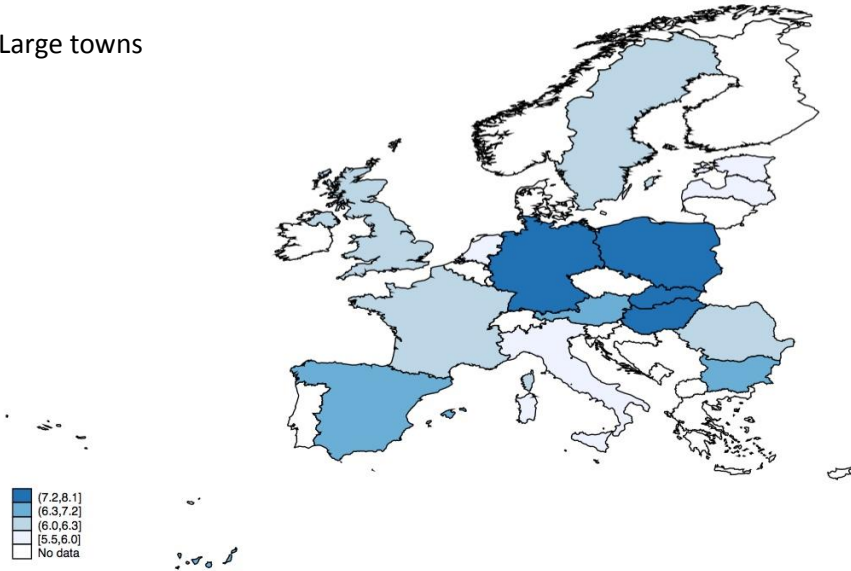 Large towns
(7.2,8.1]
(6.3,7.2]
(6.0,6.3]
[5.5,6.0]
No data